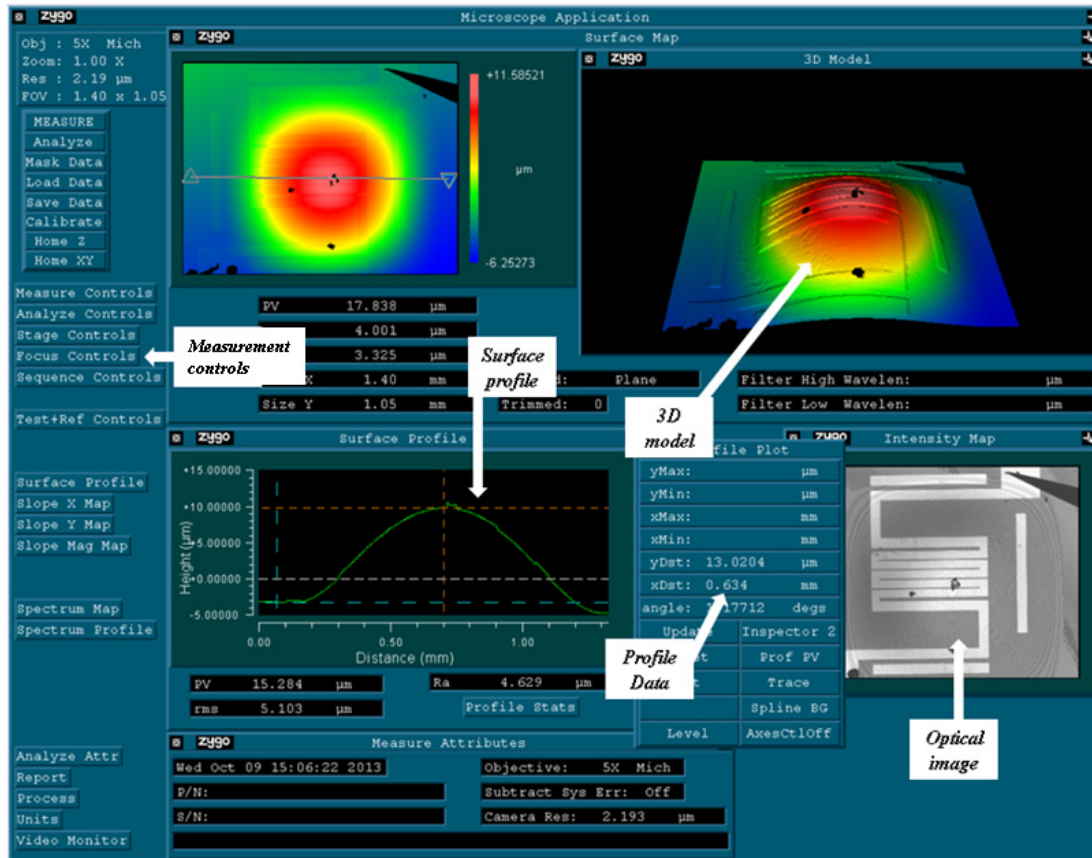 zygo Microscope Application
Obj : 5X Mich
Zoom: 1.00 X
Res : 2.19 µm
FOV : 1.40 x 1.05
MEASURE
Analyze
Mask Data
Load Data
Save Data
Calibrate
Home Z
Home XY
Measure Controls
Analyze Controls
Stage Controls
Focus Controls
Sequence Controls
Test+Ref Controls
Surface Profile
Slope X Map
Slope Y Map
Slope Mag Map
Spectrum Map
Spectrum Profile
Analyze Attr
Report
Process
Units
Video Monitor
Measurement
controls
zygo Surface Map
+11.58521
µm
-6.25273
PV 17.838 µm
4.001 µm
3.325 µm
X 1.40 mm
Size Y 1.05 mm
Plane
Trimmed: 0
Filter High Wavelen: µm
Filter Low Wavelen: µm
zygo 3D Model
Surface
profile
3D
model
zygo Surface Profile
+15.00000
+10.00000
+5.00000
+0.00000
-5.00000
Height (µm)
0.00 0.50 1.00
Distance (mm)
PV 15.284 µm
rms 5.103 µm
Ra 4.629 µm
Profile Stats
file Plot
yMax: µm
yMin: µm
xMax: mm
xMin: mm
yDst: 13.0204 µm
xDst: 0.634 mm
angle: 17712 degs
Update Inspector 2
Prof PV
Trace
Spline BG
Level AxesCtlOff
Profile
Data
zygo Intensity Map
Optical
image
zygo Measure Attributes
Wed Oct 09 15:06:22 2013
P/N:
S/N:
Objective: 5X Mich
Subtract Sys Err: Off
Camera Res: 2.193 µm